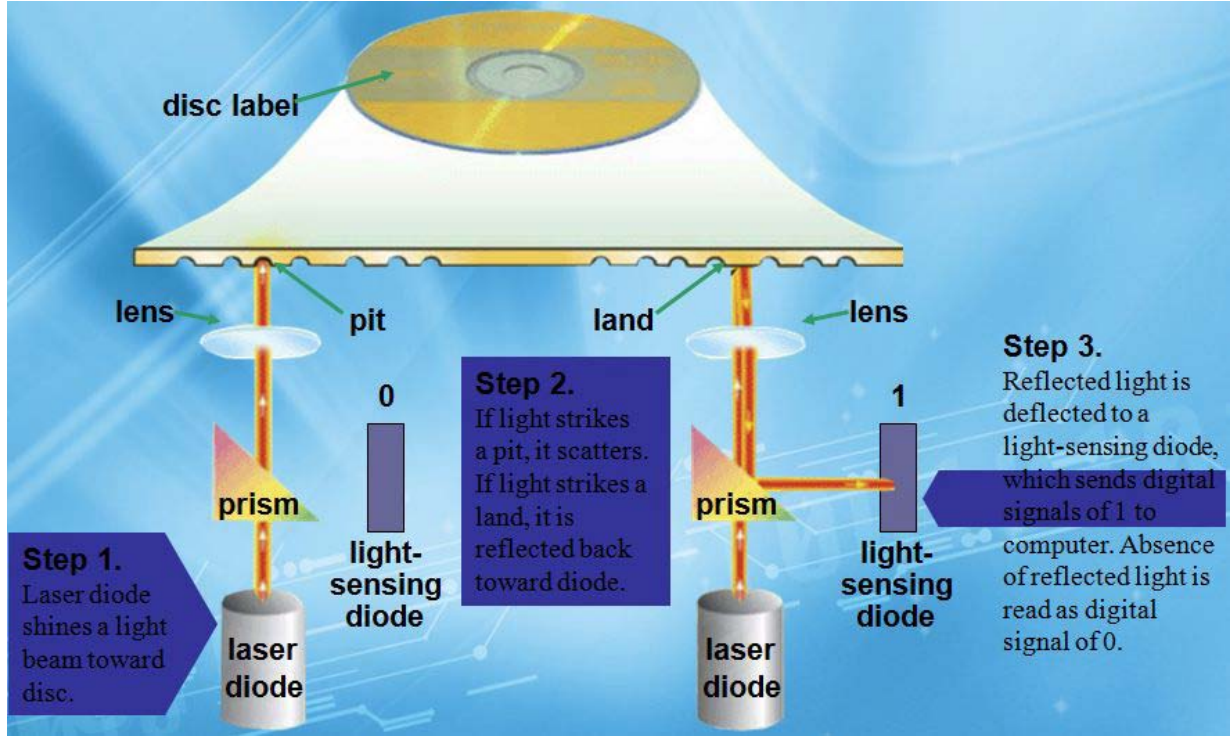 disc label
lens
pit
land
lens
0
1
prism
prism
light-
sensing
diode
light-
sensing
diode
laser
diode
laser
diode
Step 1.
Laser diode
shines a light
beam toward
disc.
Step 2.
If light strikes
a pit, it scatters.
If light strikes a
land, it is
reflected back
toward diode.
Step 3.
Reflected light is
deflected to a
light-sensing diode,
which sends digital
signals of 1 to
computer. Absence
of reflected light is
read as digital
signal of 0.